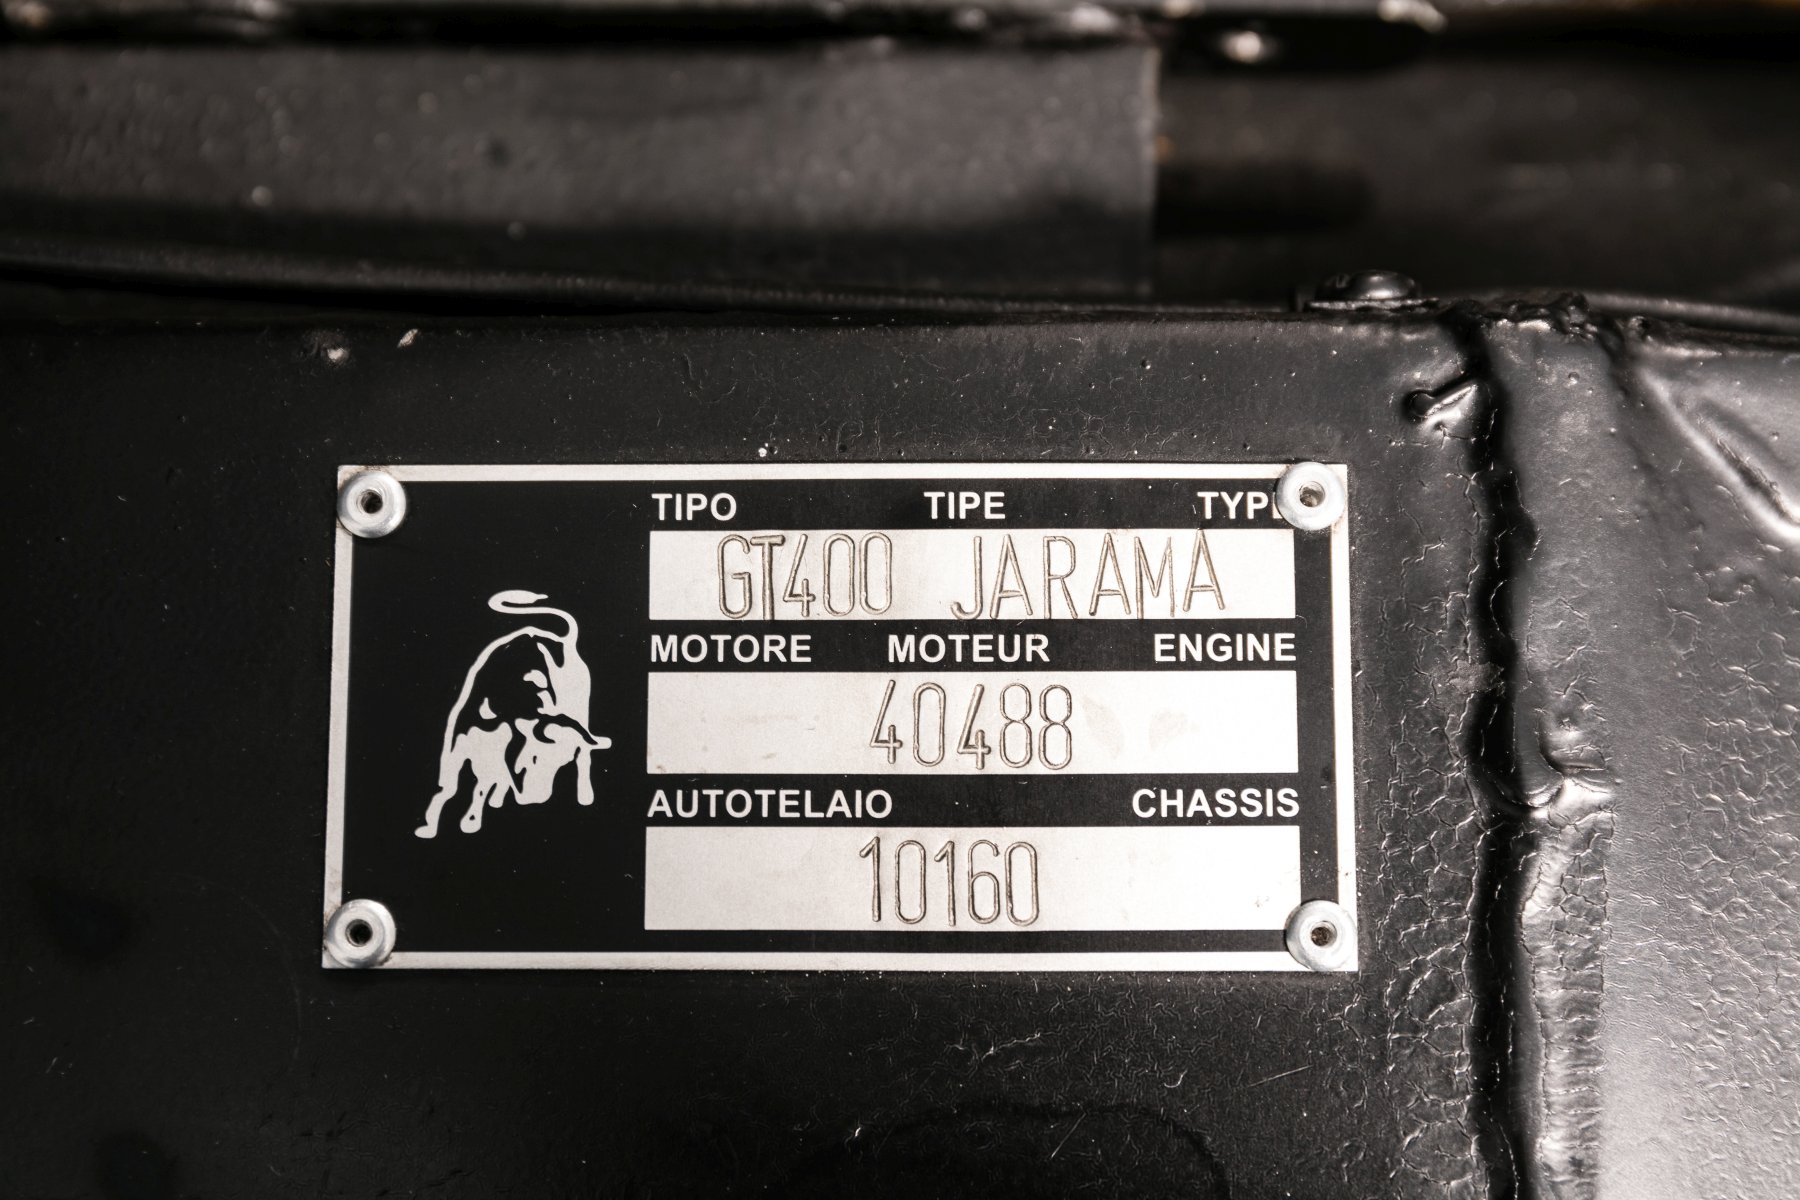 TIPO TIPE TYPE
GT400 JARAMA
MOTORE MOTEUR ENGINE
40488
AUTOTELAIO CHASSIS
10160